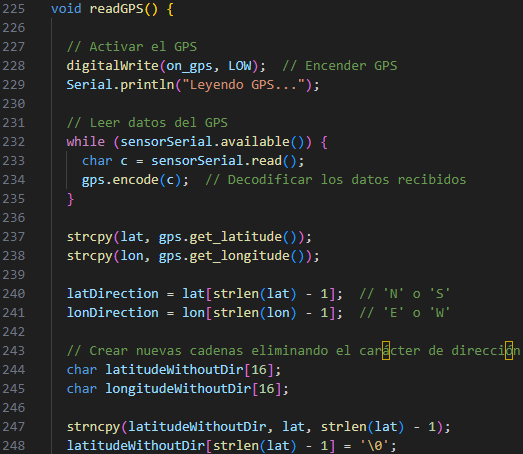 225 void readGPS() {
226
227 // Activar el GPS
228 digitalWrite(on_gps, LOW);  // Encender GPS
229 Serial.println("Leyendo GPS...");
230
231 // Leer datos del GPS
232 while (sensorSerial.available()) {
233 char c = sensorSerial.read();
234 gps.encode(c);  // Decodificar los datos recibidos
235 }
236
237 strcpy(lat, gps.get_latitude());
238 strcpy(lon, gps.get_longitude());
239
240 latDirection = lat[strlen(lat) - 1];  // 'N' o 'S'
241 lonDirection = lon[strlen(lon) - 1];  // 'E' o 'W'
242
243 // Crear nuevas cadenas eliminando el carácter de dirección
244 char latitudeWithoutDir[16];
245 char longitudeWithoutDir[16];
246
247 strncpy(latitudeWithoutDir, lat, strlen(lat) - 1);
248 latitudeWithoutDir[strlen(lat) - 1] = '\0';